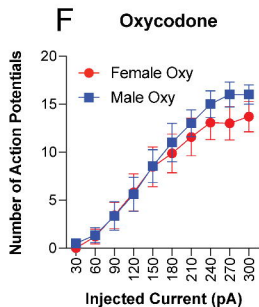 F
Oxycodone
Number of Action Potentials
20
15
10
5
0
Female Oxy
Male Oxy
30
60
90
120
150
180
210
240
270
300
Injected Current (pA)